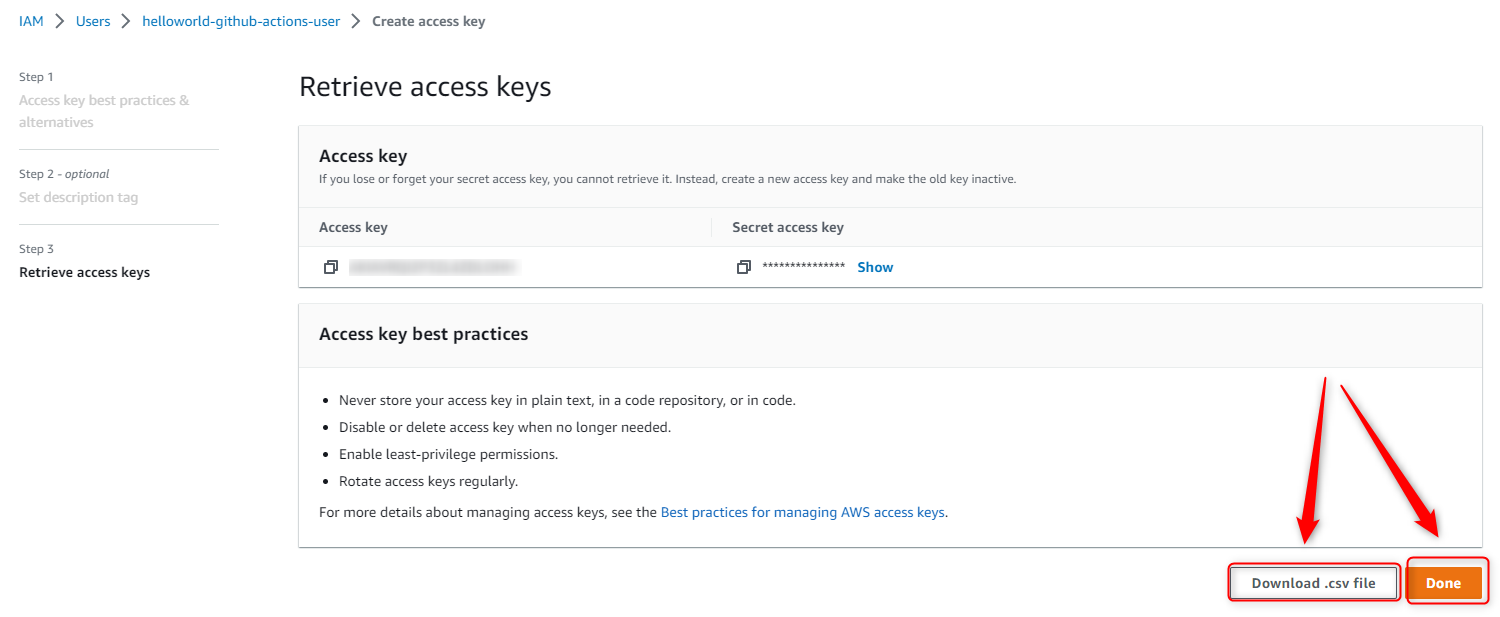 IAM > Users > helloworld-github-actions-user > Create access key
Step 1
Access key best practices &
alternatives
Step 2 - optional
Set description tag
Step 3
Retrieve access keys
Retrieve access keys
Access key
If you lose or forget your secret access key, you cannot retrieve it. Instead, create a new access key and make the old key inactive.
Access key Secret access key
*************** Show
Access key best practices
• Never store your access key in plain text, in a code repository, or in code.
• Disable or delete access key when no longer needed.
• Enable least-privilege permissions.
• Rotate access keys regularly.
For more details about managing access keys, see the Best practices for managing AWS access keys.
Download .csv file Done